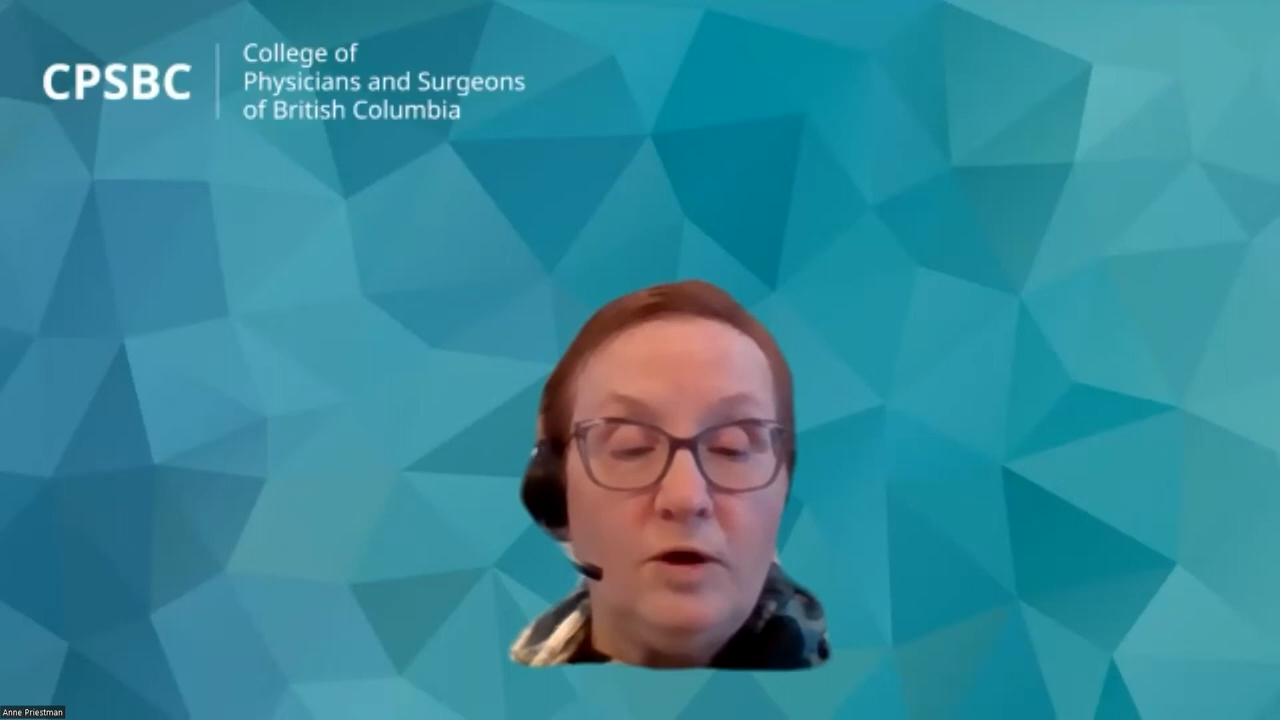 CPSBC
College of
Physicians and Surgeons
of British Columbia
Anne Priestman